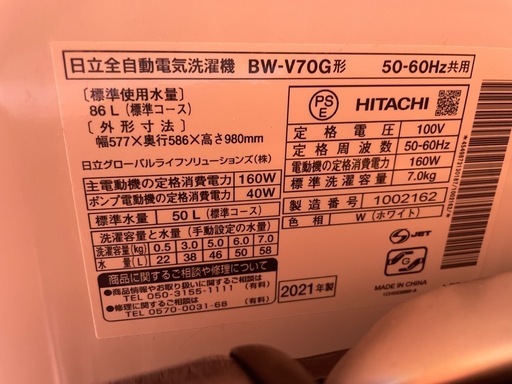 日立全自動電気洗濯機 BW-V70G形 50-60Hz共用
〔標準使用水量〕
86L(標準コース)
〔外形寸法〕
幅577×奥行586×高さ980mm
日立グローバルライフソリューションズ(株)
主電動機の定格消費電力 160W
ポンプ電動機の定格消費電力 40W
標準水量 50L(標準コース)
洗濯容量と水量(手動設定の水量)
洗濯容量(kg) 0.5 3.0 5.0 6.0 7.0
水量(L) 22 38 46 50 58
商品に関するご相談や修理について
●商品情報やお取り扱いに関するご相談
TEL 050-3155-1111 (有料)
●修理に関するご相談
TEL 0570-0031-68 (有料)
PS
E
HITACHI
定格電圧 100V
定格周波数 50-60Hz
電動機の定格消費電力 160W
標準洗濯容量 7.0kg
製造番号 1002162
色相 W(ホワイト)
JET
2021年製